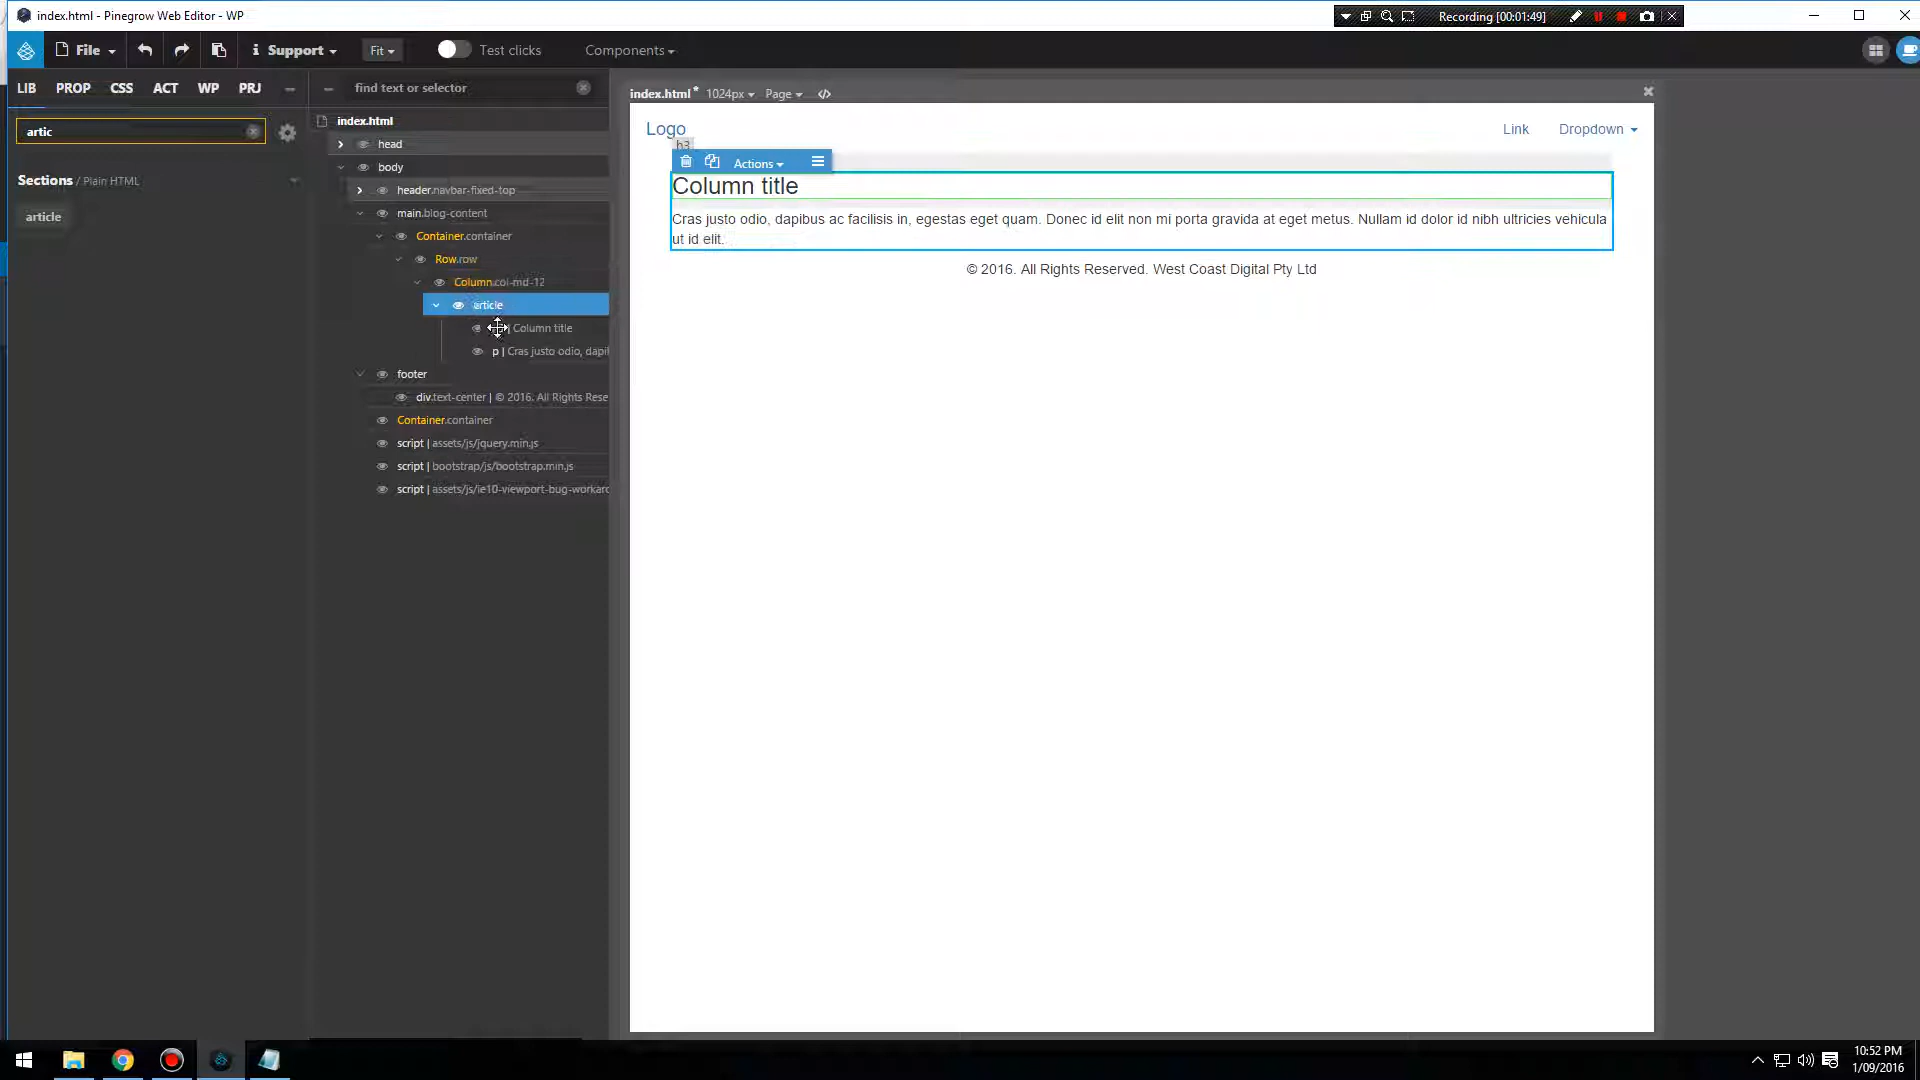 index.html - Pinegrow Web Editor - WP
Recording [00:01:49]
File
Support
Fit
Test clicks
Components
LIB PROP CSS ACT WP PRJ
find text or selector
index.html * 1024px Page
artic
index.html
head
Sections / Plain HTML
article
body
header.navbar-fixed-top
main.blog-content
Container.container
Row.row
Column.col-md-12
article
| Column title
p | Cras justo odio, dapi
footer
div.text-center | © 2016. All Rights Rese
Container.container
script | assets/js/jquery.min.js
script | bootstrap/js/bootstrap.min.js
script | assets/js/ie10-viewport-bug-workarc
Logo
Link
Dropdown
h3
Actions
Column title
Cras justo odio, dapibus ac facilisis in, egestas eget quam. Donec id elit non mi porta gravida at eget metus. Nullam id dolor id nibh ultricies vehicula
ut id elit.
© 2016. All Rights Reserved. West Coast Digital Pty Ltd
10:52 PM
1/09/2016